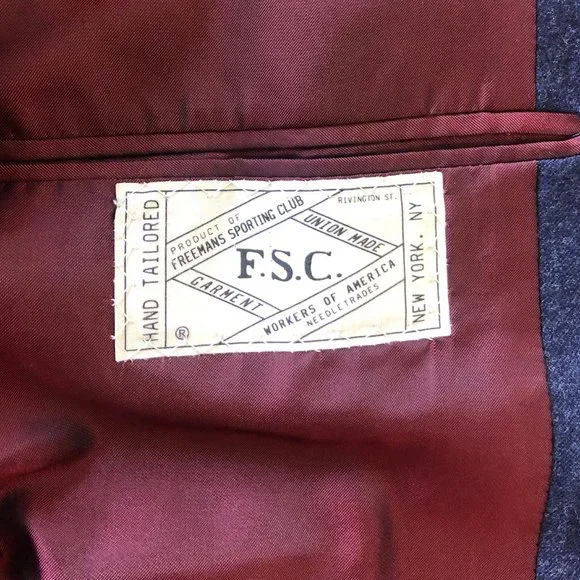 HAND TAILORED
PRODUCT OF
FREEMANS SPORTING CLUB
RIVINGTON ST.
UNION MADE
F.S.C.
GARMENT
WORKERS OF AMERICA
NEEDLETRADES
®
NEW YORK. NY